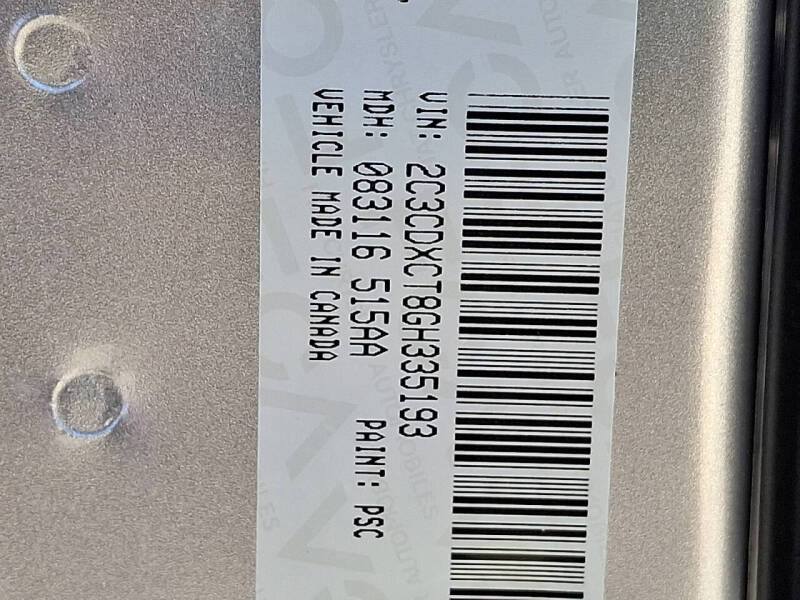 VIN: 2C3CDXCT8GH335193
MDH: 083116 515AA PAINT: PSC
VEHICLE MADE IN CANADA